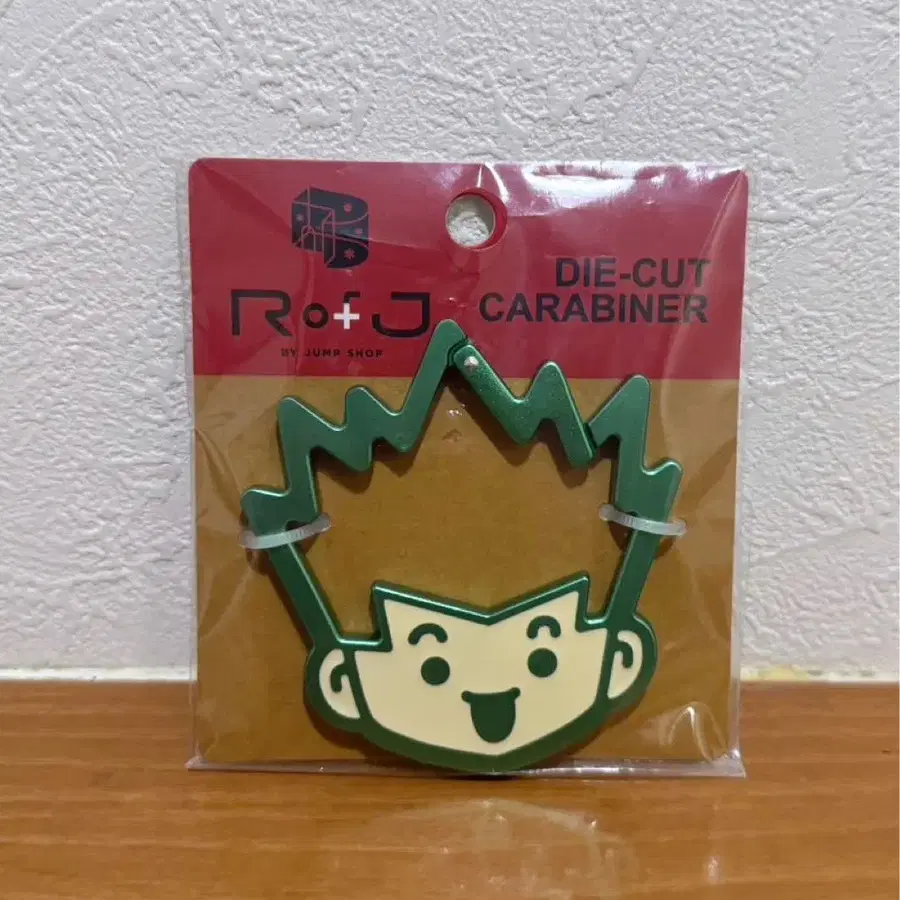 R of J
BY JUMP SHOP
DIE-CUT
CARABINER